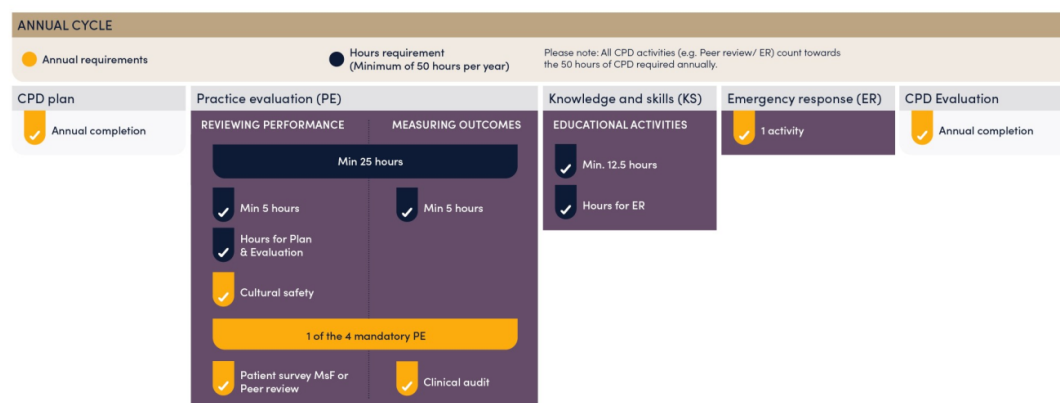 ANNUAL CYCLE
Annual requirements
Hours requirement
(Minimum of 50 hours per year)
Please note: All CPD activities (e.g. Peer review/ ER) count towards
the 50 hours of CPD required annually.
CPD plan
Annual completion
Practice evaluation (PE)
REVIEWING PERFORMANCE
MEASURING OUTCOMES
Min 25 hours
Min 5 hours
Min 5 hours
Hours for Plan
& Evaluation
Cultural safety
1 of the 4 mandatory PE
Patient survey MsF or
Peer review
Clinical audit
Knowledge and skills (KS)
EDUCATIONAL ACTIVITIES
Min. 12.5 hours
Hours for ER
Emergency response (ER)
1 activity
CPD Evaluation
Annual completion